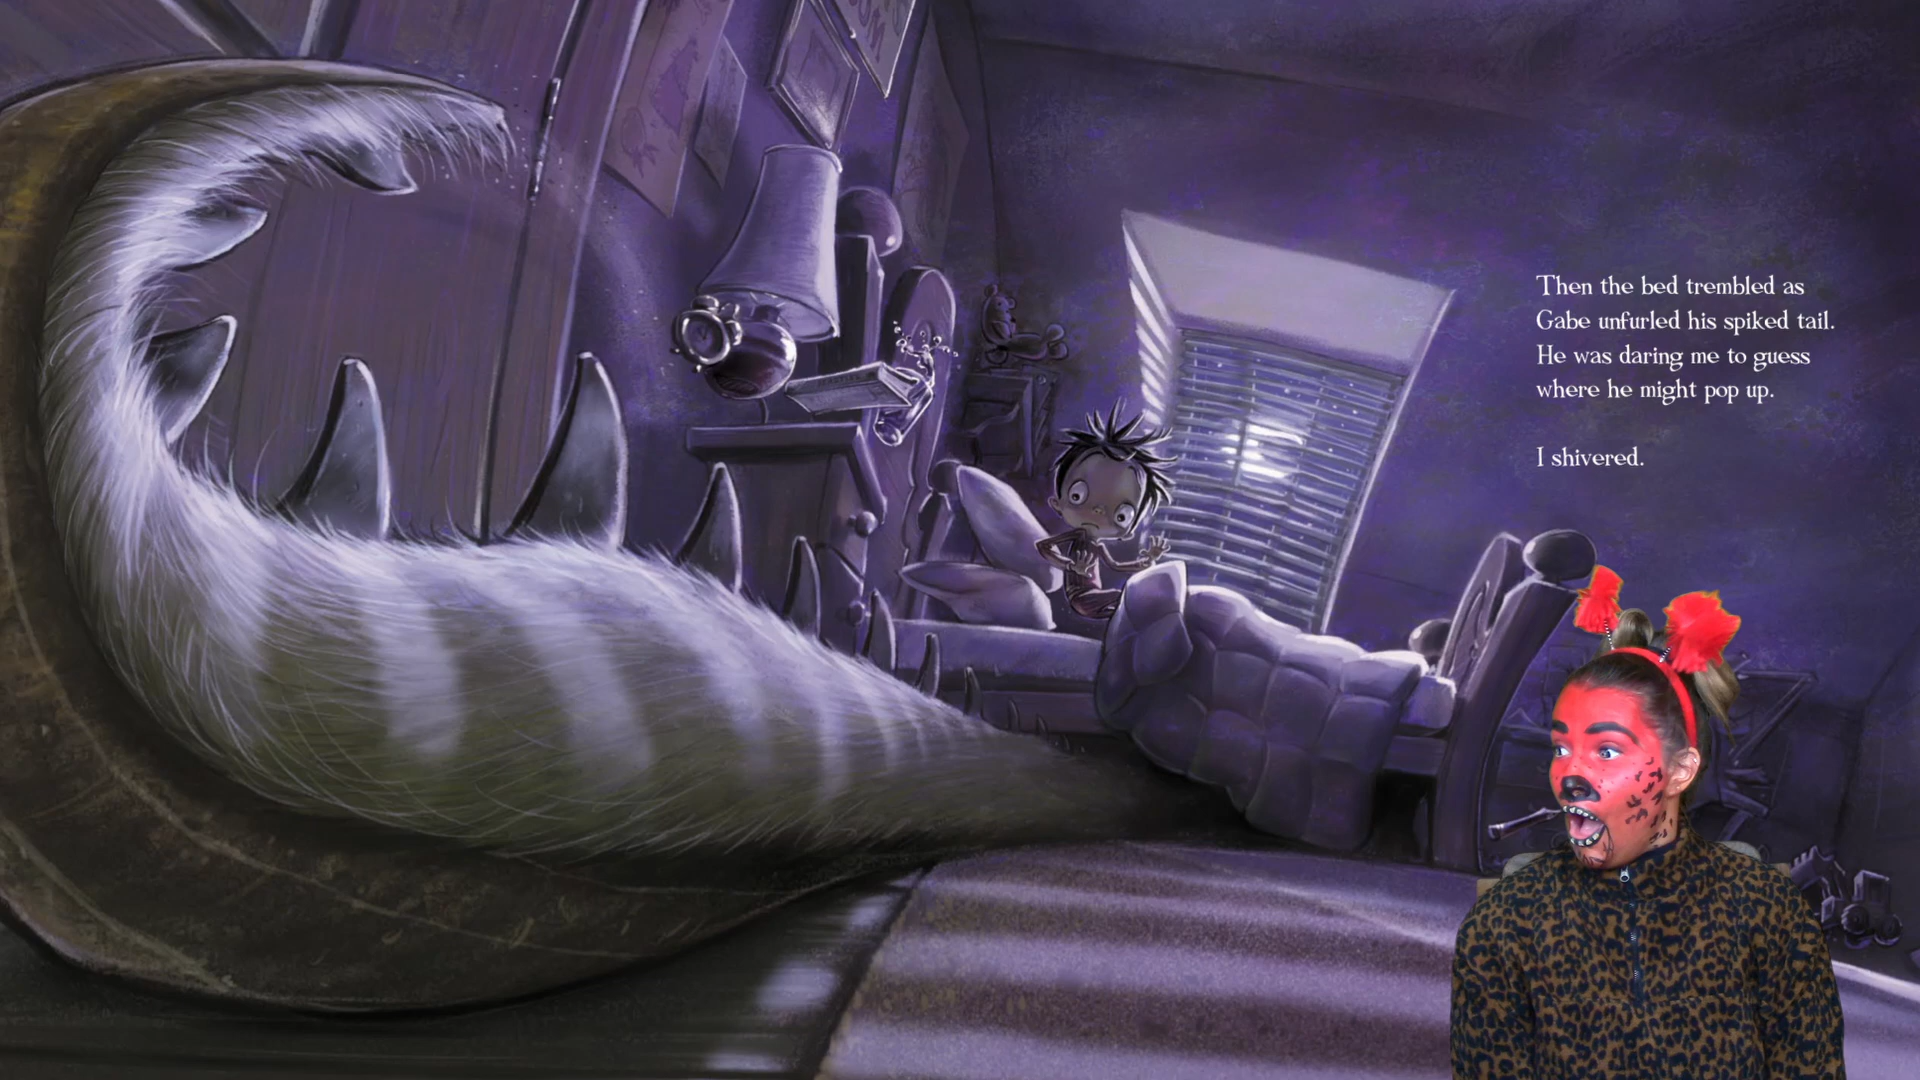 Then the bed trembled as
Gabe unfurled his spiked tail.
He was daring me to guess
where he might pop up.
I shivered.